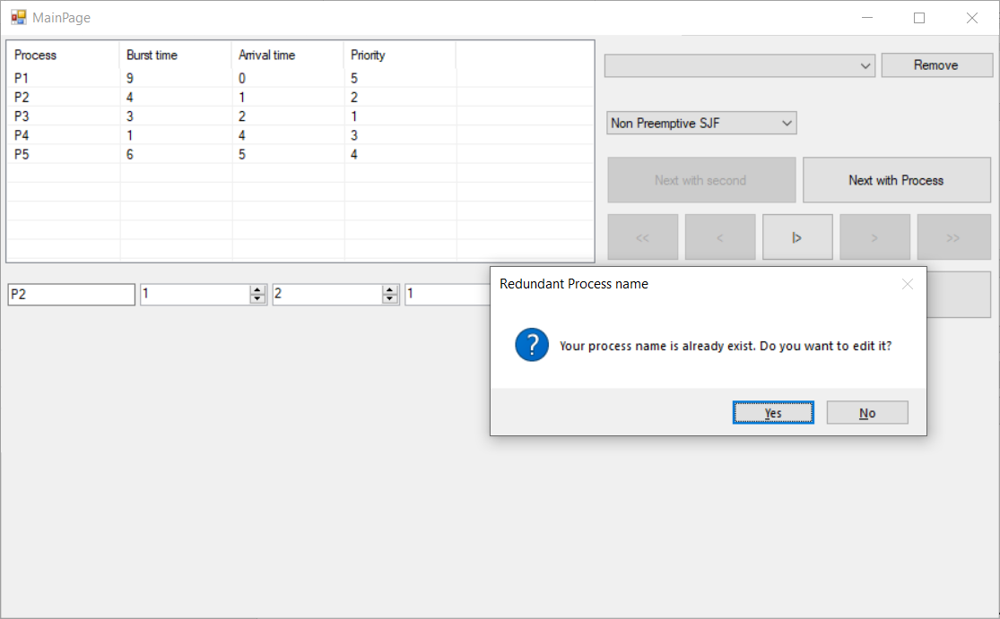 MainPage
Process Burst time Arrival time Priority
P1 9 0 5
P2 4 1 2
P3 3 2 1
P4 1 4 3
P5 6 5 4
Remove
Non Preemptive SJF
Next with second Next with Process
<< < |> > >>
P2 1 2 1
Redundant Process name
? Your process name is already exist. Do you want to edit it?
Yes No